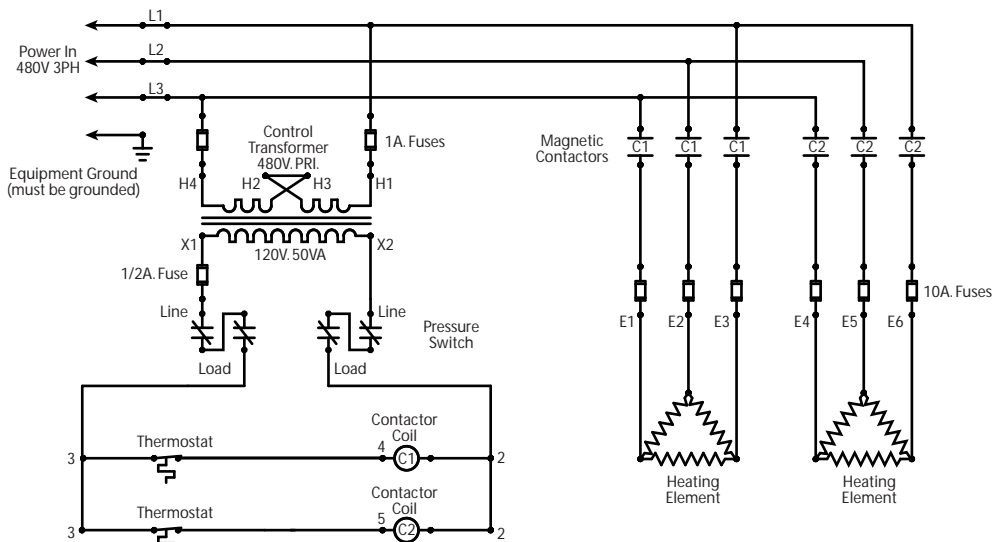 L1
Power In
480V 3PH
L2
L3
Equipment Ground
(must be grounded)
Control
Transformer
480V. PRI.
1A. Fuses
H4
H2
H3
H1
X1
X2
120V. 50VA
1/2A. Fuse
Line
Line
Pressure
Switch
Load
Load
Magnetic
Contactors
C1
C1
C1
C2
C2
C2
10A. Fuses
E1
E2
E3
E4
E5
E6
Heating
Element
Heating
Element
3
Thermostat
4
Contactor
Coil
C1
2
3
Thermostat
5
Contactor
Coil
C2
2